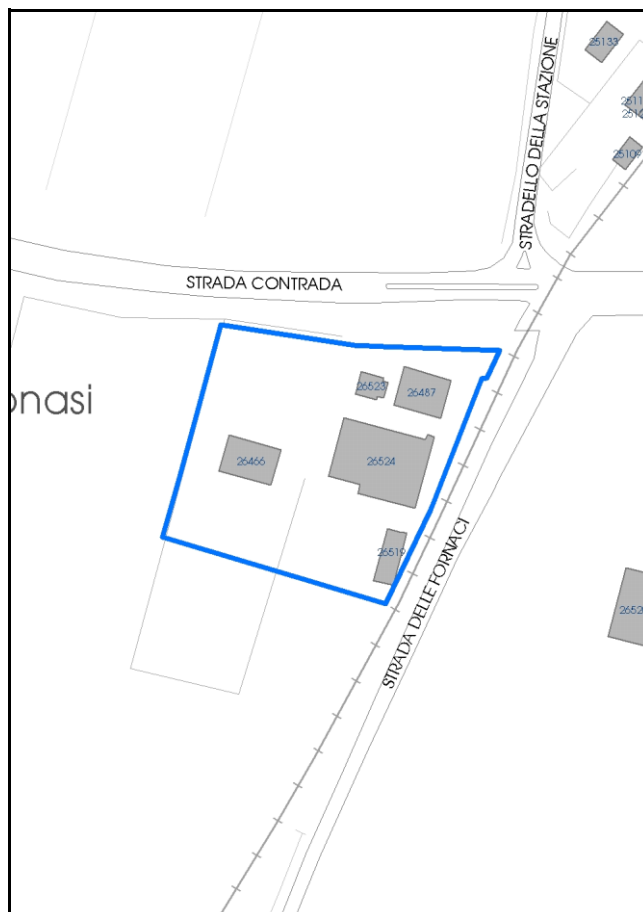 25133
STRADELLO DELLA STAZIONE
25109
STRADA CONTRADA
onasi
26523
26487
26466
26524
26519
STRADA DELLE FORNACI